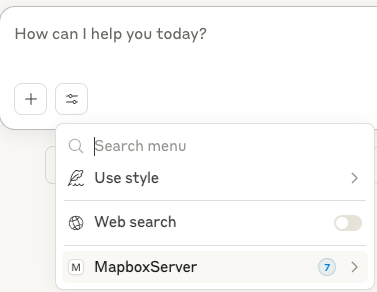 How can I help you today?
Search menu
Use style
Web search
M MapboxServer 7